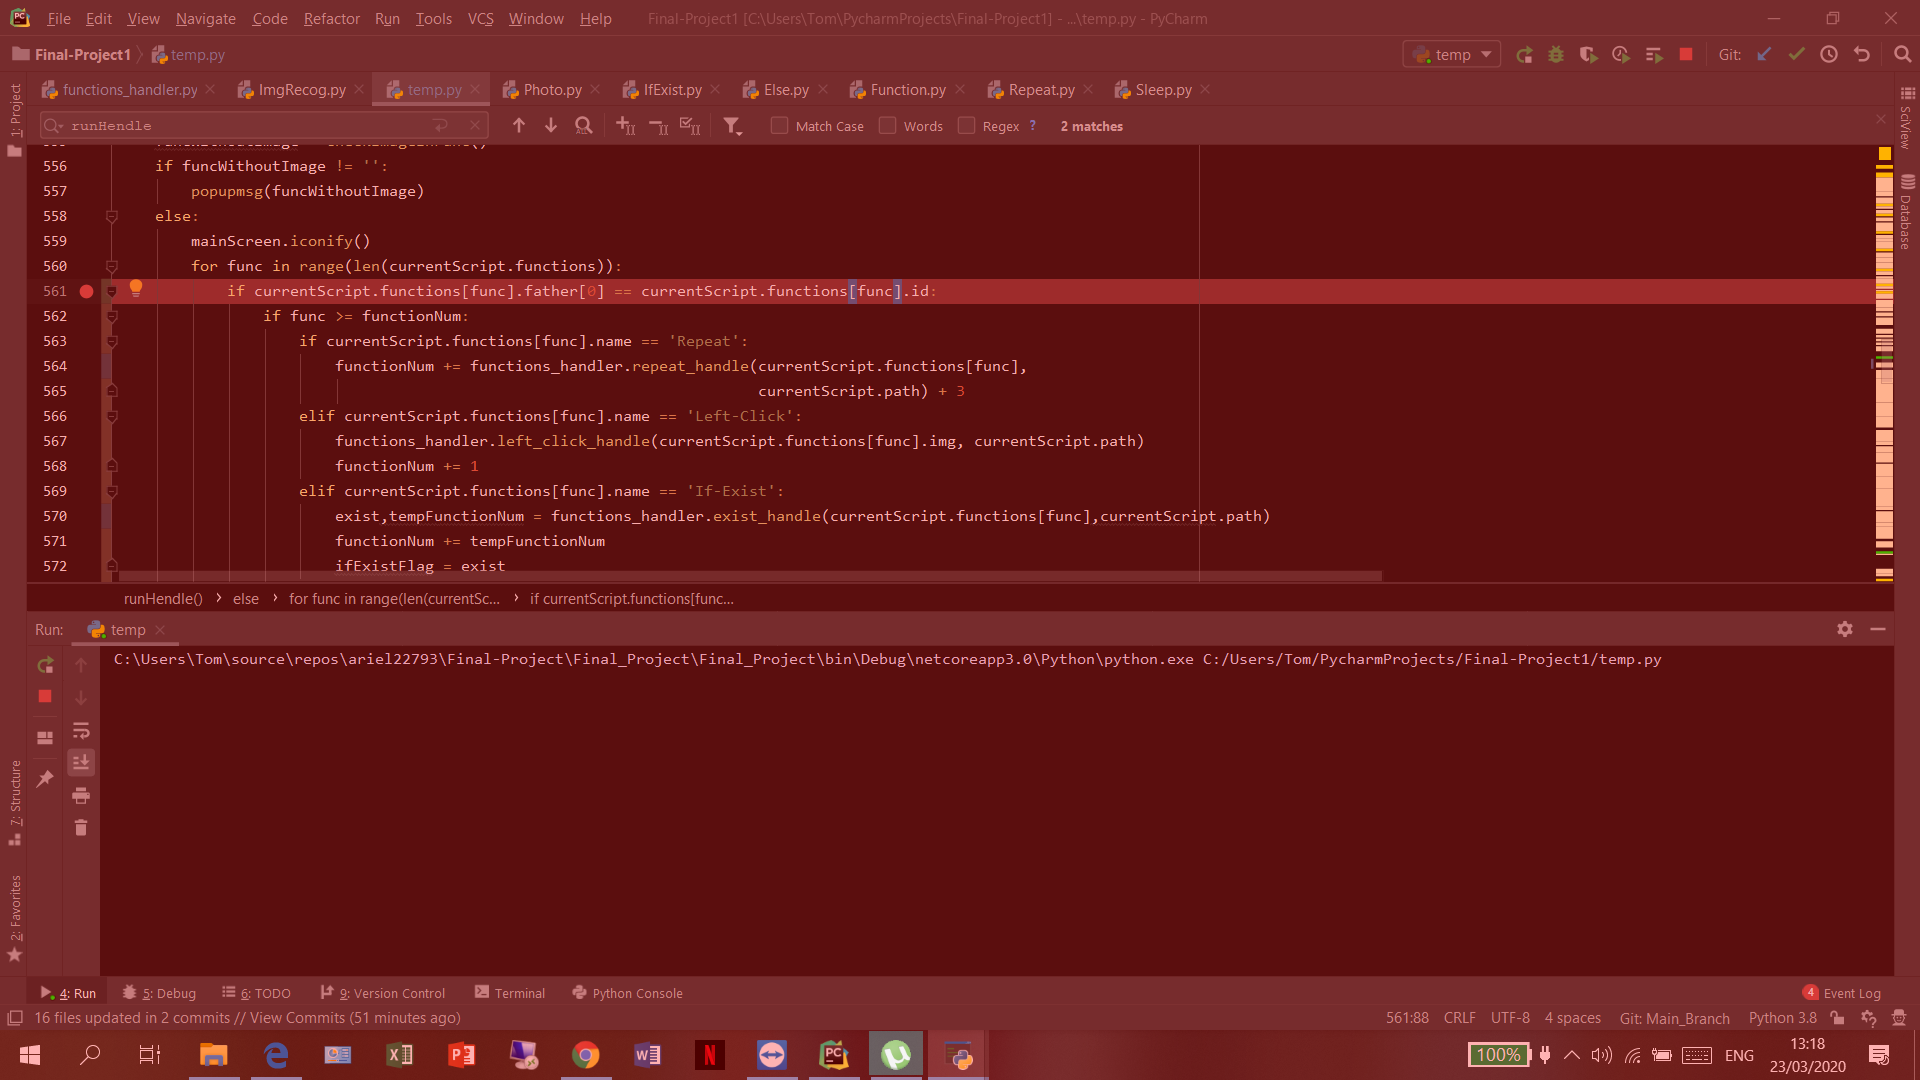 File Edit View Navigate Code Refactor Run Tools VCS Window Help Final-Project1 [C:\Users\Tom\PycharmProjects\Final-Project1] - ...\temp.py - PyCharm
Final-Project1 temp.py temp Git:
functions_handler.py ImgRecog.py temp.py Photo.py IfExist.py Else.py Function.py Repeat.py Sleep.py
runHendle Match Case Words Regex ? 2 matches
1: Project
SciView
Database
556 if funcWithoutImage != '':
557 popupmsg(funcWithoutImage)
558 else:
559 mainScreen.iconify()
560 for func in range(len(currentScript.functions)):
561 if currentScript.functions[func].father[0] == currentScript.functions[func].id:
562 if func >= functionNum:
563 if currentScript.functions[func].name == 'Repeat':
564 functionNum += functions_handler.repeat_handle(currentScript.functions[func],
565 currentScript.path) + 3
566 elif currentScript.functions[func].name == 'Left-Click':
567 functions_handler.left_click_handle(currentScript.functions[func].img, currentScript.path)
568 functionNum += 1
569 elif currentScript.functions[func].name == 'If-Exist':
570 exist,tempFunctionNum = functions_handler.exist_handle(currentScript.functions[func],currentScript.path)
571 functionNum += tempFunctionNum
572 ifExistFlag = exist
runHendle() else for func in range(len(currentSc... if currentScript.functions[func...
Run: temp
C:\Users\Tom\source\repos\ariel22793\Final-Project\Final_Project\Final_Project\bin\Debug\netcoreapp3.0\Python\python.exe C:/Users/Tom/PycharmProjects/Final-Project1/temp.py
7: Structure
2: Favorites
4: Run 5: Debug 6: TODO 9: Version Control Terminal Python Console 4 Event Log
16 files updated in 2 commits // View Commits (51 minutes ago) 561:88 CRLF UTF-8 4 spaces Git: Main_Branch Python 3.8
100% ENG 13:18
23/03/2020